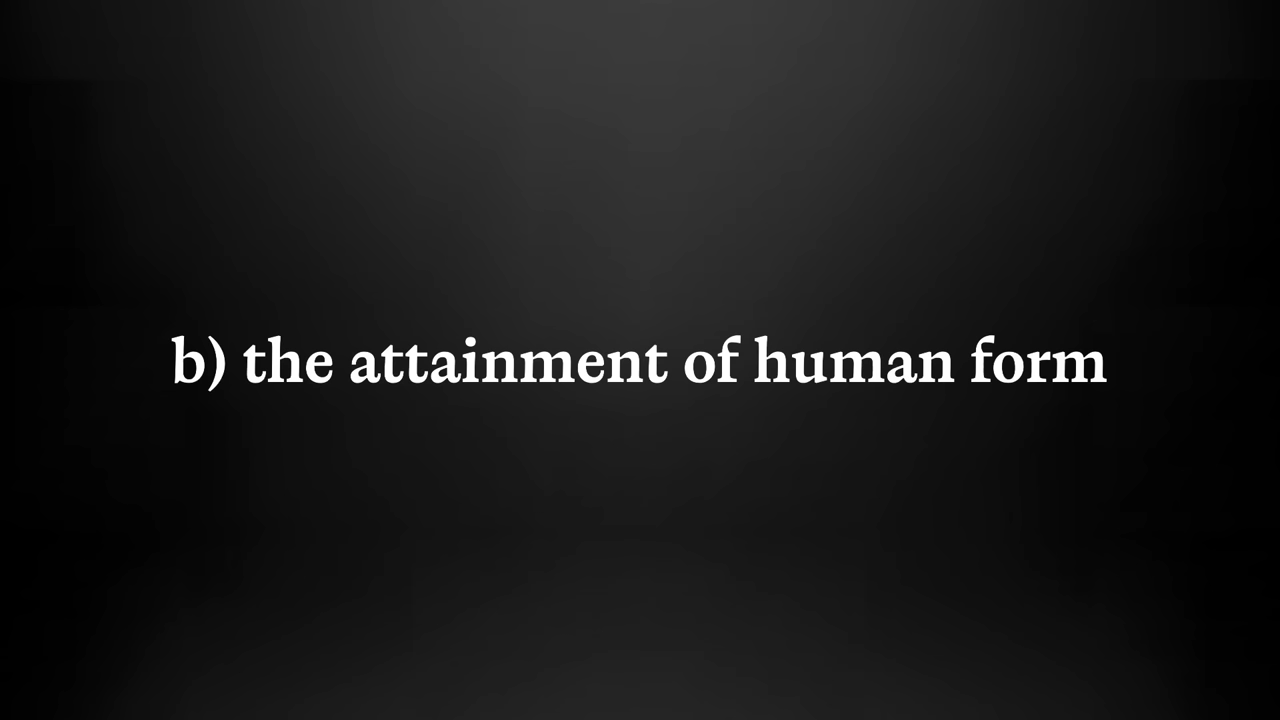 b) the attainment of human form